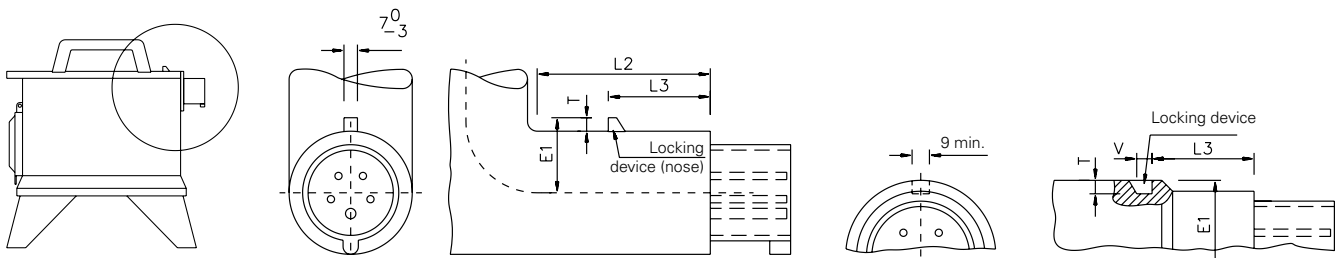 7 0 -3
L2
L3
T
E1
Locking
device (nose)
9 min.
Locking device
V
L3
T
E1